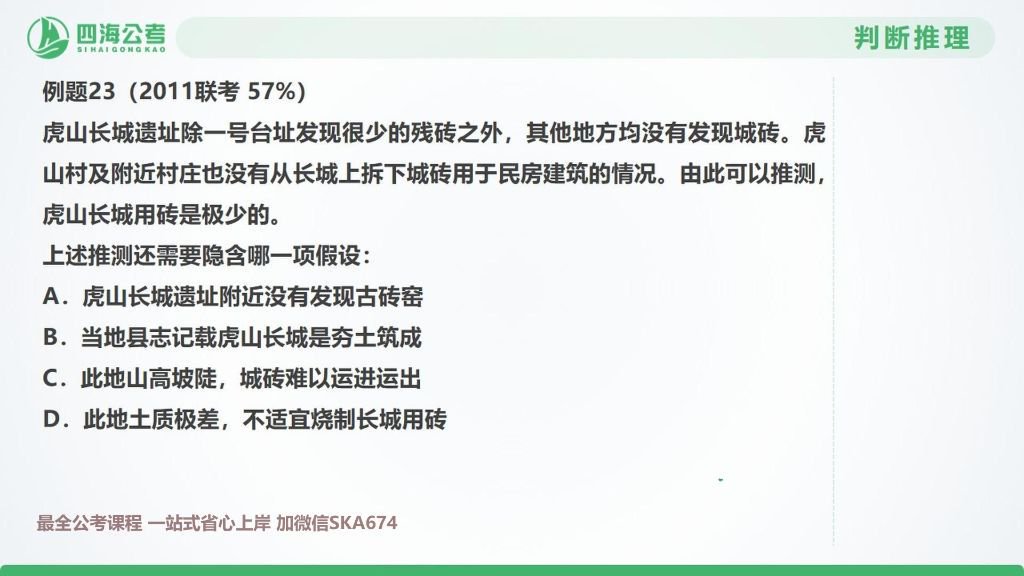 四海公考
SIHAIGONGKAO
判断推理
例题23（2011联考 57%）
虎山长城遗址除一号台址发现很少的残砖之外，其他地方均没有发现城砖。虎
山村及附近村庄也没有从长城上拆下城砖用于民房建筑的情况。由此可以推测，
虎山长城用砖是极少的。
上述推测还需要隐含哪一项假设：
A．虎山长城遗址附近没有发现古砖窑
B．当地县志记载虎山长城是夯土筑成
C．此地山高坡陡，城砖难以运进运出
D．此地土质极差，不适宜烧制长城用砖
最全公考课程 一站式省心上岸 加微信SKA674